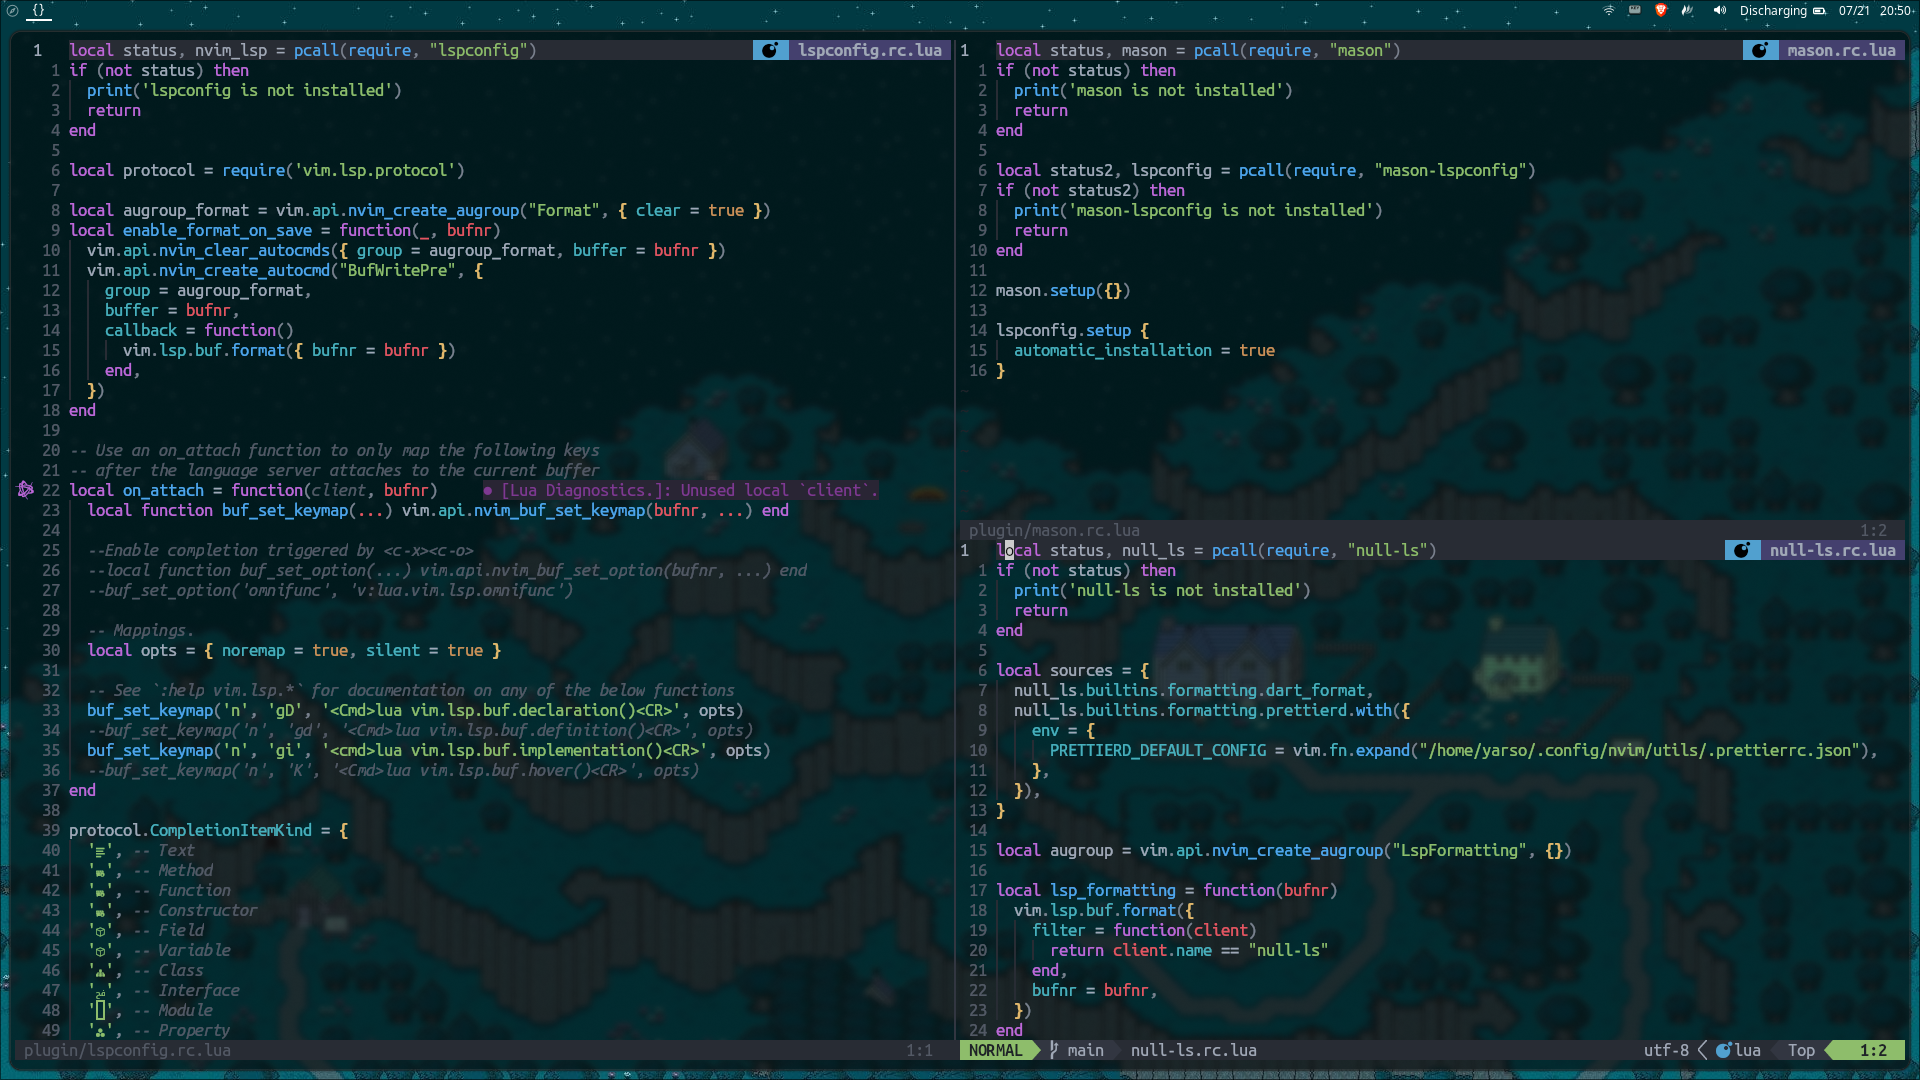 {}
Discharging 07/21 20:50
1 local status, nvim_lsp = pcall(require, "lspconfig") lspconfig.rc.lua
1 if (not status) then
2 print('lspconfig is not installed')
3 return
4 end
5
6 local protocol = require('vim.lsp.protocol')
7
8 local augroup_format = vim.api.nvim_create_augroup("Format", { clear = true })
9 local enable_format_on_save = function(_, bufnr)
10 vim.api.nvim_clear_autocmds({ group = augroup_format, buffer = bufnr })
11 vim.api.nvim_create_autocmd("BufWritePre", {
12 group = augroup_format,
13 buffer = bufnr,
14 callback = function()
15 vim.lsp.buf.format({ bufnr = bufnr })
16 end,
17 })
18 end
19
20 -- Use an on_attach function to only map the following keys
21 -- after the language server attaches to the current buffer
22 local on_attach = function(client, bufnr) ● [Lua Diagnostics.]: Unused local `client`.
23 local function buf_set_keymap(...) vim.api.nvim_buf_set_keymap(bufnr, ...) end
24
25 --Enable completion triggered by <c-x><c-o>
26 --local function buf_set_option(...) vim.api.nvim_buf_set_option(bufnr, ...) end
27 --buf_set_option('omnifunc', 'v:lua.vim.lsp.omnifunc')
28
29 -- Mappings.
30 local opts = { noremap = true, silent = true }
31
32 -- See `:help vim.lsp.*` for documentation on any of the below functions
33 buf_set_keymap('n', 'gD', '<Cmd>lua vim.lsp.buf.declaration()<CR>', opts)
34 --buf_set_keymap('n', 'gd', '<Cmd>lua vim.lsp.buf.definition()<CR>', opts)
35 buf_set_keymap('n', 'gi', '<cmd>lua vim.lsp.buf.implementation()<CR>', opts)
36 --buf_set_keymap('n', 'K', '<Cmd>lua vim.lsp.buf.hover()<CR>', opts)
37 end
38
39 protocol.CompletionItemKind = {
40 '', -- Text
41 '', -- Method
42 '', -- Function
43 '', -- Constructor
44 '', -- Field
45 '', -- Variable
46 '', -- Class
47 '', -- Interface
48 '', -- Module
49 '', -- Property
plugin/lspconfig.rc.lua 1:1
1 local status, mason = pcall(require, "mason") mason.rc.lua
1 if (not status) then
2 print('mason is not installed')
3 return
4 end
5
6 local status2, lspconfig = pcall(require, "mason-lspconfig")
7 if (not status2) then
8 print('mason-lspconfig is not installed')
9 return
10 end
11
12 mason.setup({})
13
14 lspconfig.setup {
15 automatic_installation = true
16 }
plugin/mason.rc.lua 1:2
1 local status, null_ls = pcall(require, "null-ls") null-ls.rc.lua
1 if (not status) then
2 print('null-ls is not installed')
3 return
4 end
5
6 local sources = {
7 null_ls.builtins.formatting.dart_format,
8 null_ls.builtins.formatting.prettierd.with({
9 env = {
10 PRETTIERD_DEFAULT_CONFIG = vim.fn.expand("/home/yarso/.config/nvim/utils/.prettierrc.json"),
11 },
12 }),
13 }
14
15 local augroup = vim.api.nvim_create_augroup("LspFormatting", {})
16
17 local lsp_formatting = function(bufnr)
18 vim.lsp.buf.format({
19 filter = function(client)
20 return client.name == "null-ls"
21 end,
22 bufnr = bufnr,
23 })
24 end
NORMAL main null-ls.rc.lua utf-8 lua Top 1:2